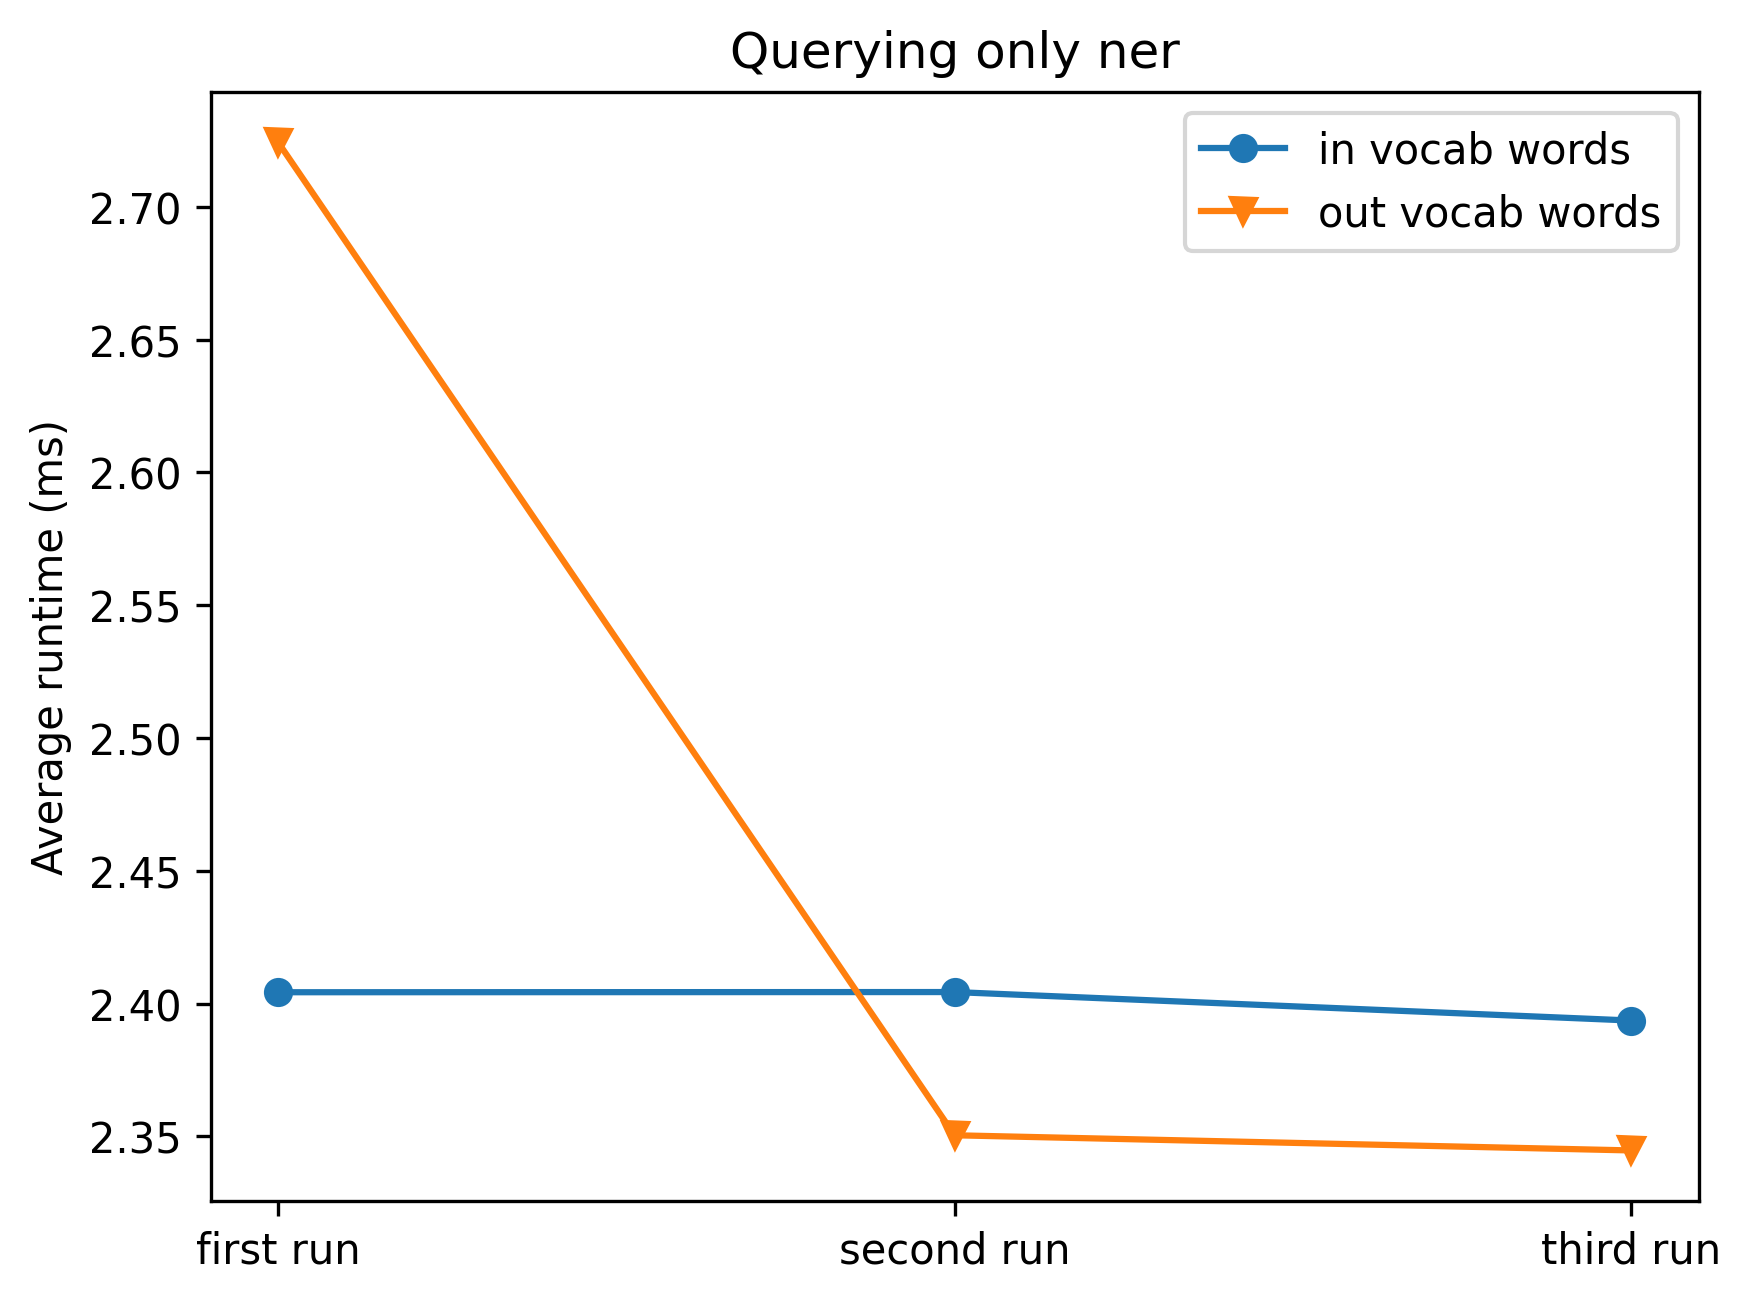 Querying only ner
in vocab words
out vocab words
Average runtime (ms)
2.70
2.65
2.60
2.55
2.50
2.45
2.40
2.35
first run
second run
third run